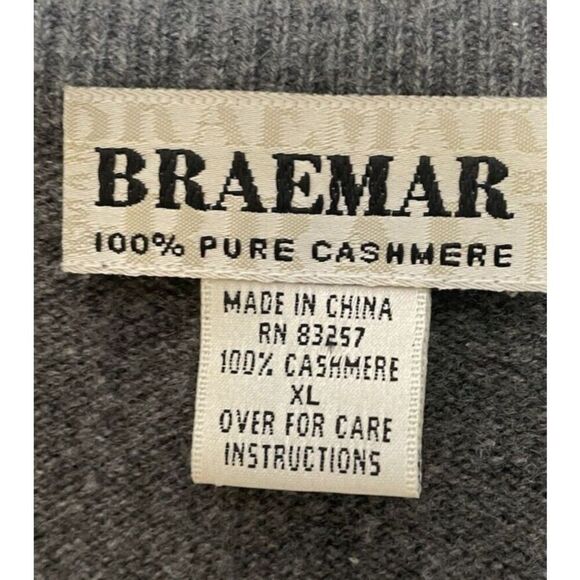 BRAEMAR
100% PURE CASHMERE
MADE IN CHINA
RN 83257
100% CASHMERE
XL
OVER FOR CARE
INSTRUCTIONS